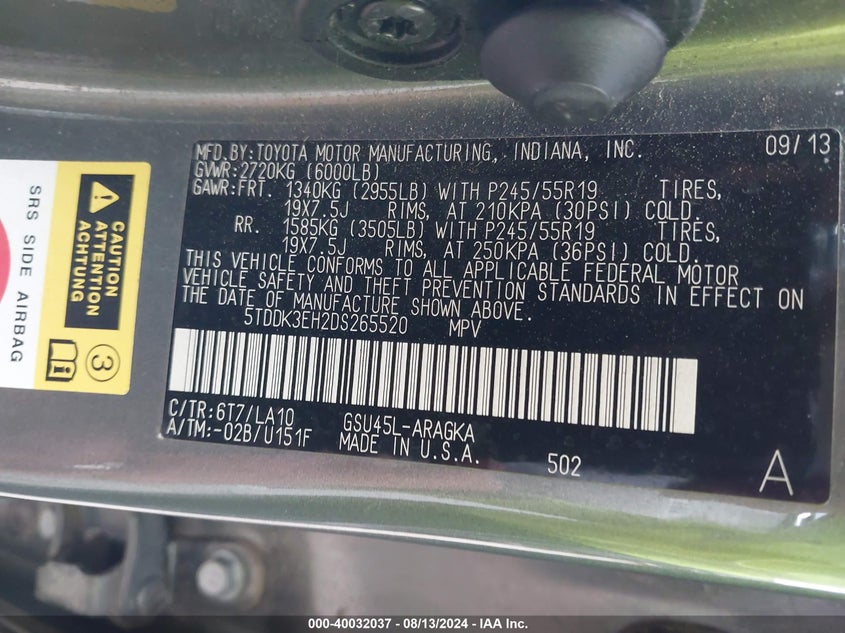 MFD.BY:TOYOTA MOTOR MANUFACTURING, INDIANA, INC. 09/13
GVWR:2720KG (6000LB)
GAWR:FRT. 1340KG (2955LB) WITH P245/55R19 TIRES,
19X7.5J RIMS, AT 210KPA (30PSI) COLD.
RR. 1585KG (3505LB) WITH P245/55R19 TIRES,
19X7.5J RIMS, AT 250KPA (36PSI) COLD.
THIS VEHICLE CONFORMS TO ALL APPLICABLE FEDERAL MOTOR
VEHICLE SAFETY AND THEFT PREVENTION STANDARDS IN EFFECT ON
THE DATE OF MANUFACTURE SHOWN ABOVE.
5TDDK3EH2DS265520 MPV
C/TR:6T7/LA10 GSU45L-ARAGKA
A/TM:-02B/U151F MADE IN U.S.A. 502 A
SRS SIDE AIRBAG
CAUTION
ATTENTION
ACHTUNG
3
000-40032037 - 08/13/2024 - IAA Inc.